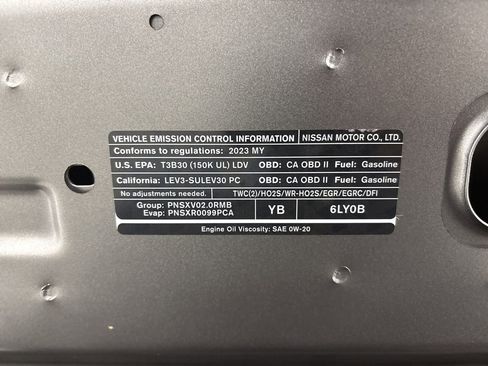 VEHICLE EMISSION CONTROL INFORMATION NISSAN MOTOR CO., LTD.
Conforms to regulations: 2023 MY
U.S. EPA: T3B30 (150K UL) LDV OBD: CA OBD II Fuel: Gasoline
California: LEV3-SULEV30 PC OBD: CA OBD II Fuel: Gasoline
No adjustments needed. TWC(2)/HO2S/WR-HO2S/EGR/EGRC/DFI
Group: PNSXV02.0RMB
Evap: PNSXR0099PCA
YB 6LY0B
Engine Oil Viscosity: SAE 0W-20